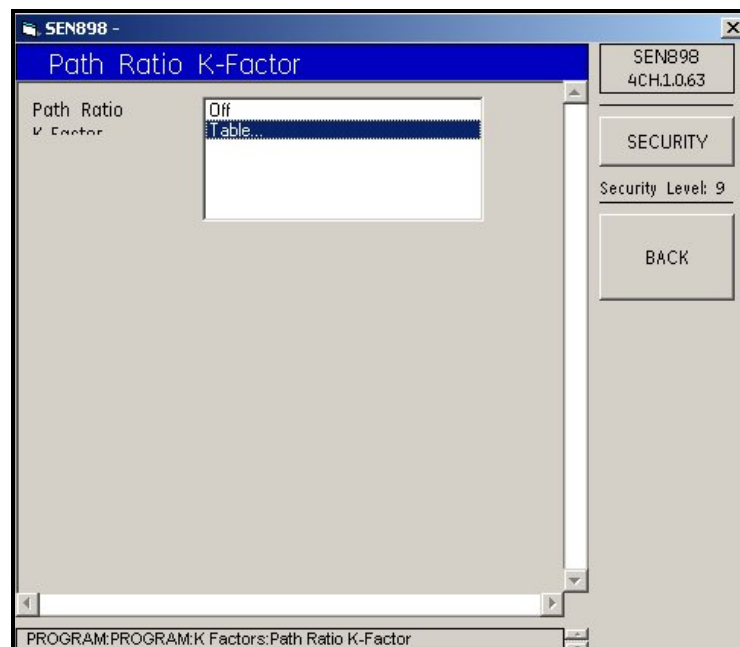 SEN898 -
Path Ratio K-Factor
SEN898
4CH.1.0.63
Path Ratio
K Factor
Off
Table...
SECURITY
Security Level: 9
BACK
PROGRAM:PROGRAM:K Factors:Path Ratio K-Factor